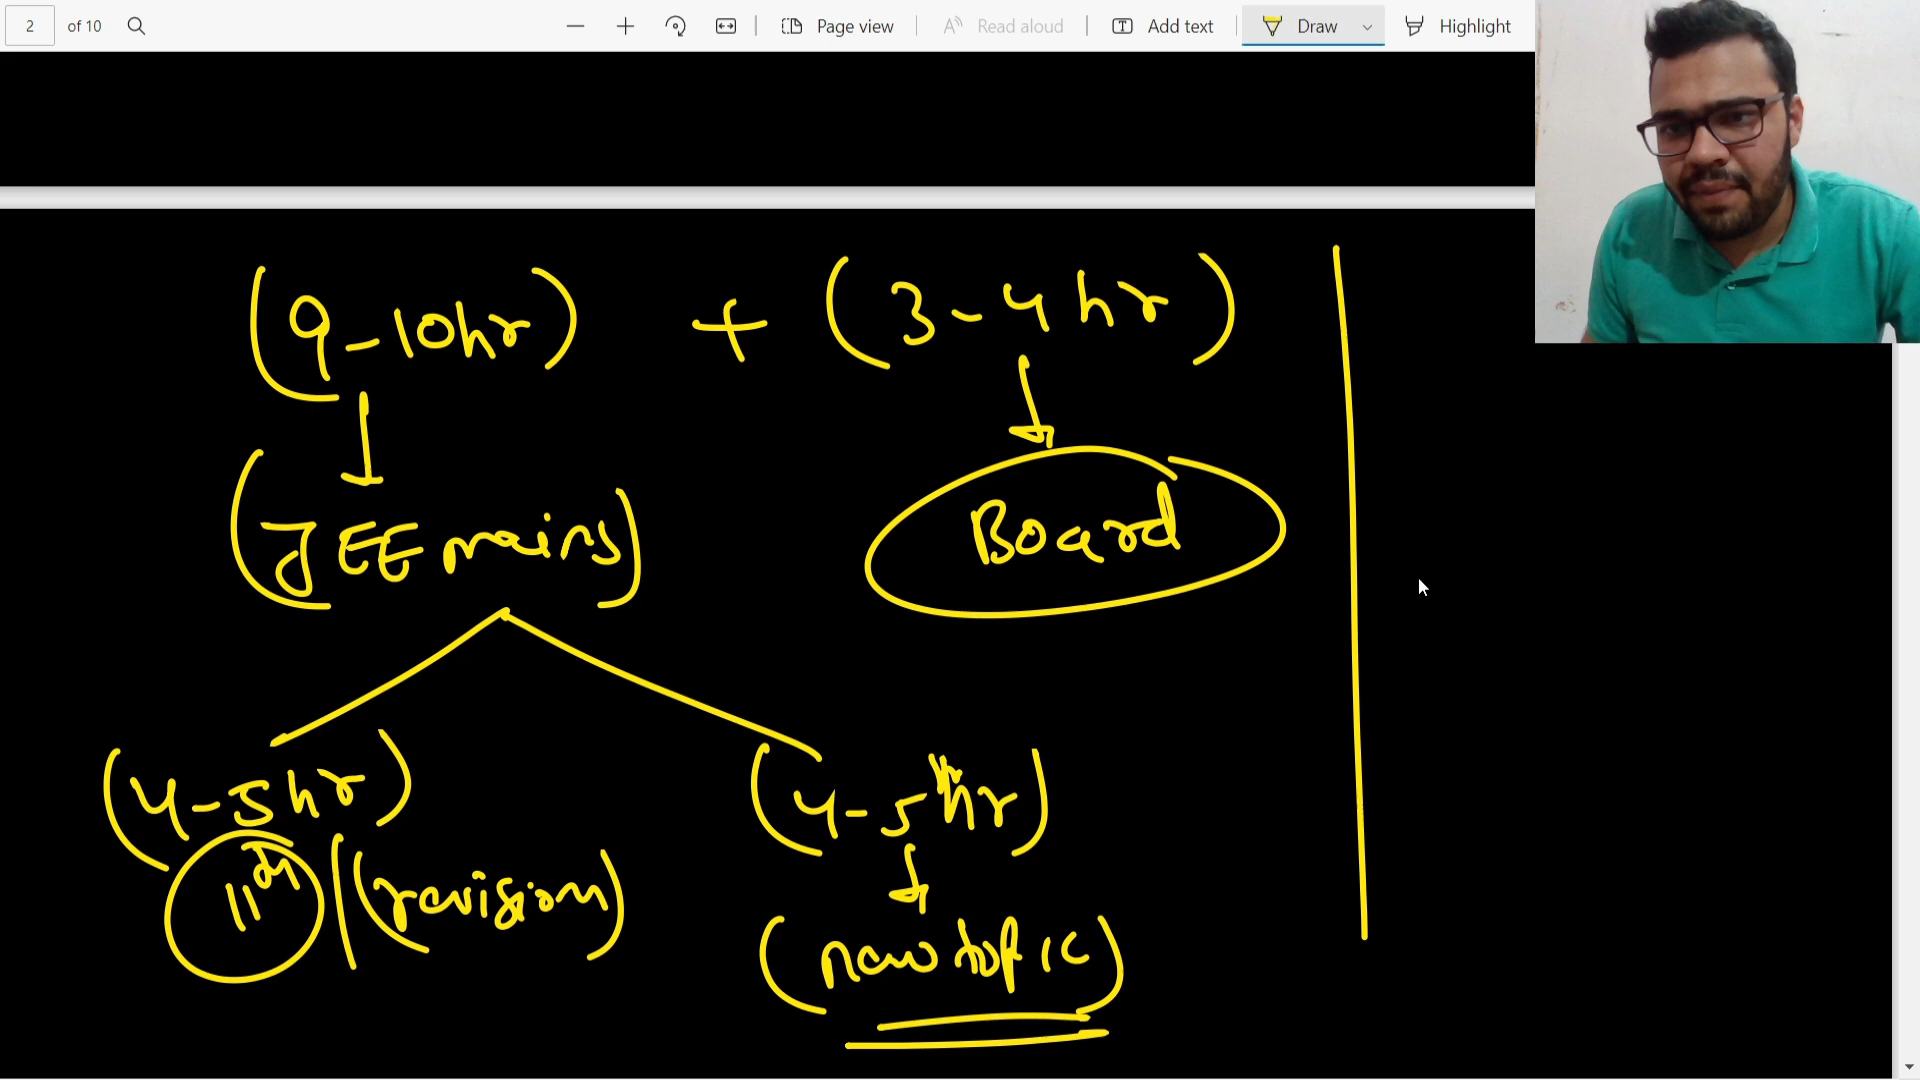 2 of 10 Page view Read aloud Add text Draw Highlight
(9-10hr) + (3-4hr)
(JEE mains) Board
(4-5hr) (4-5hr)
11th (revision)
(new topic)